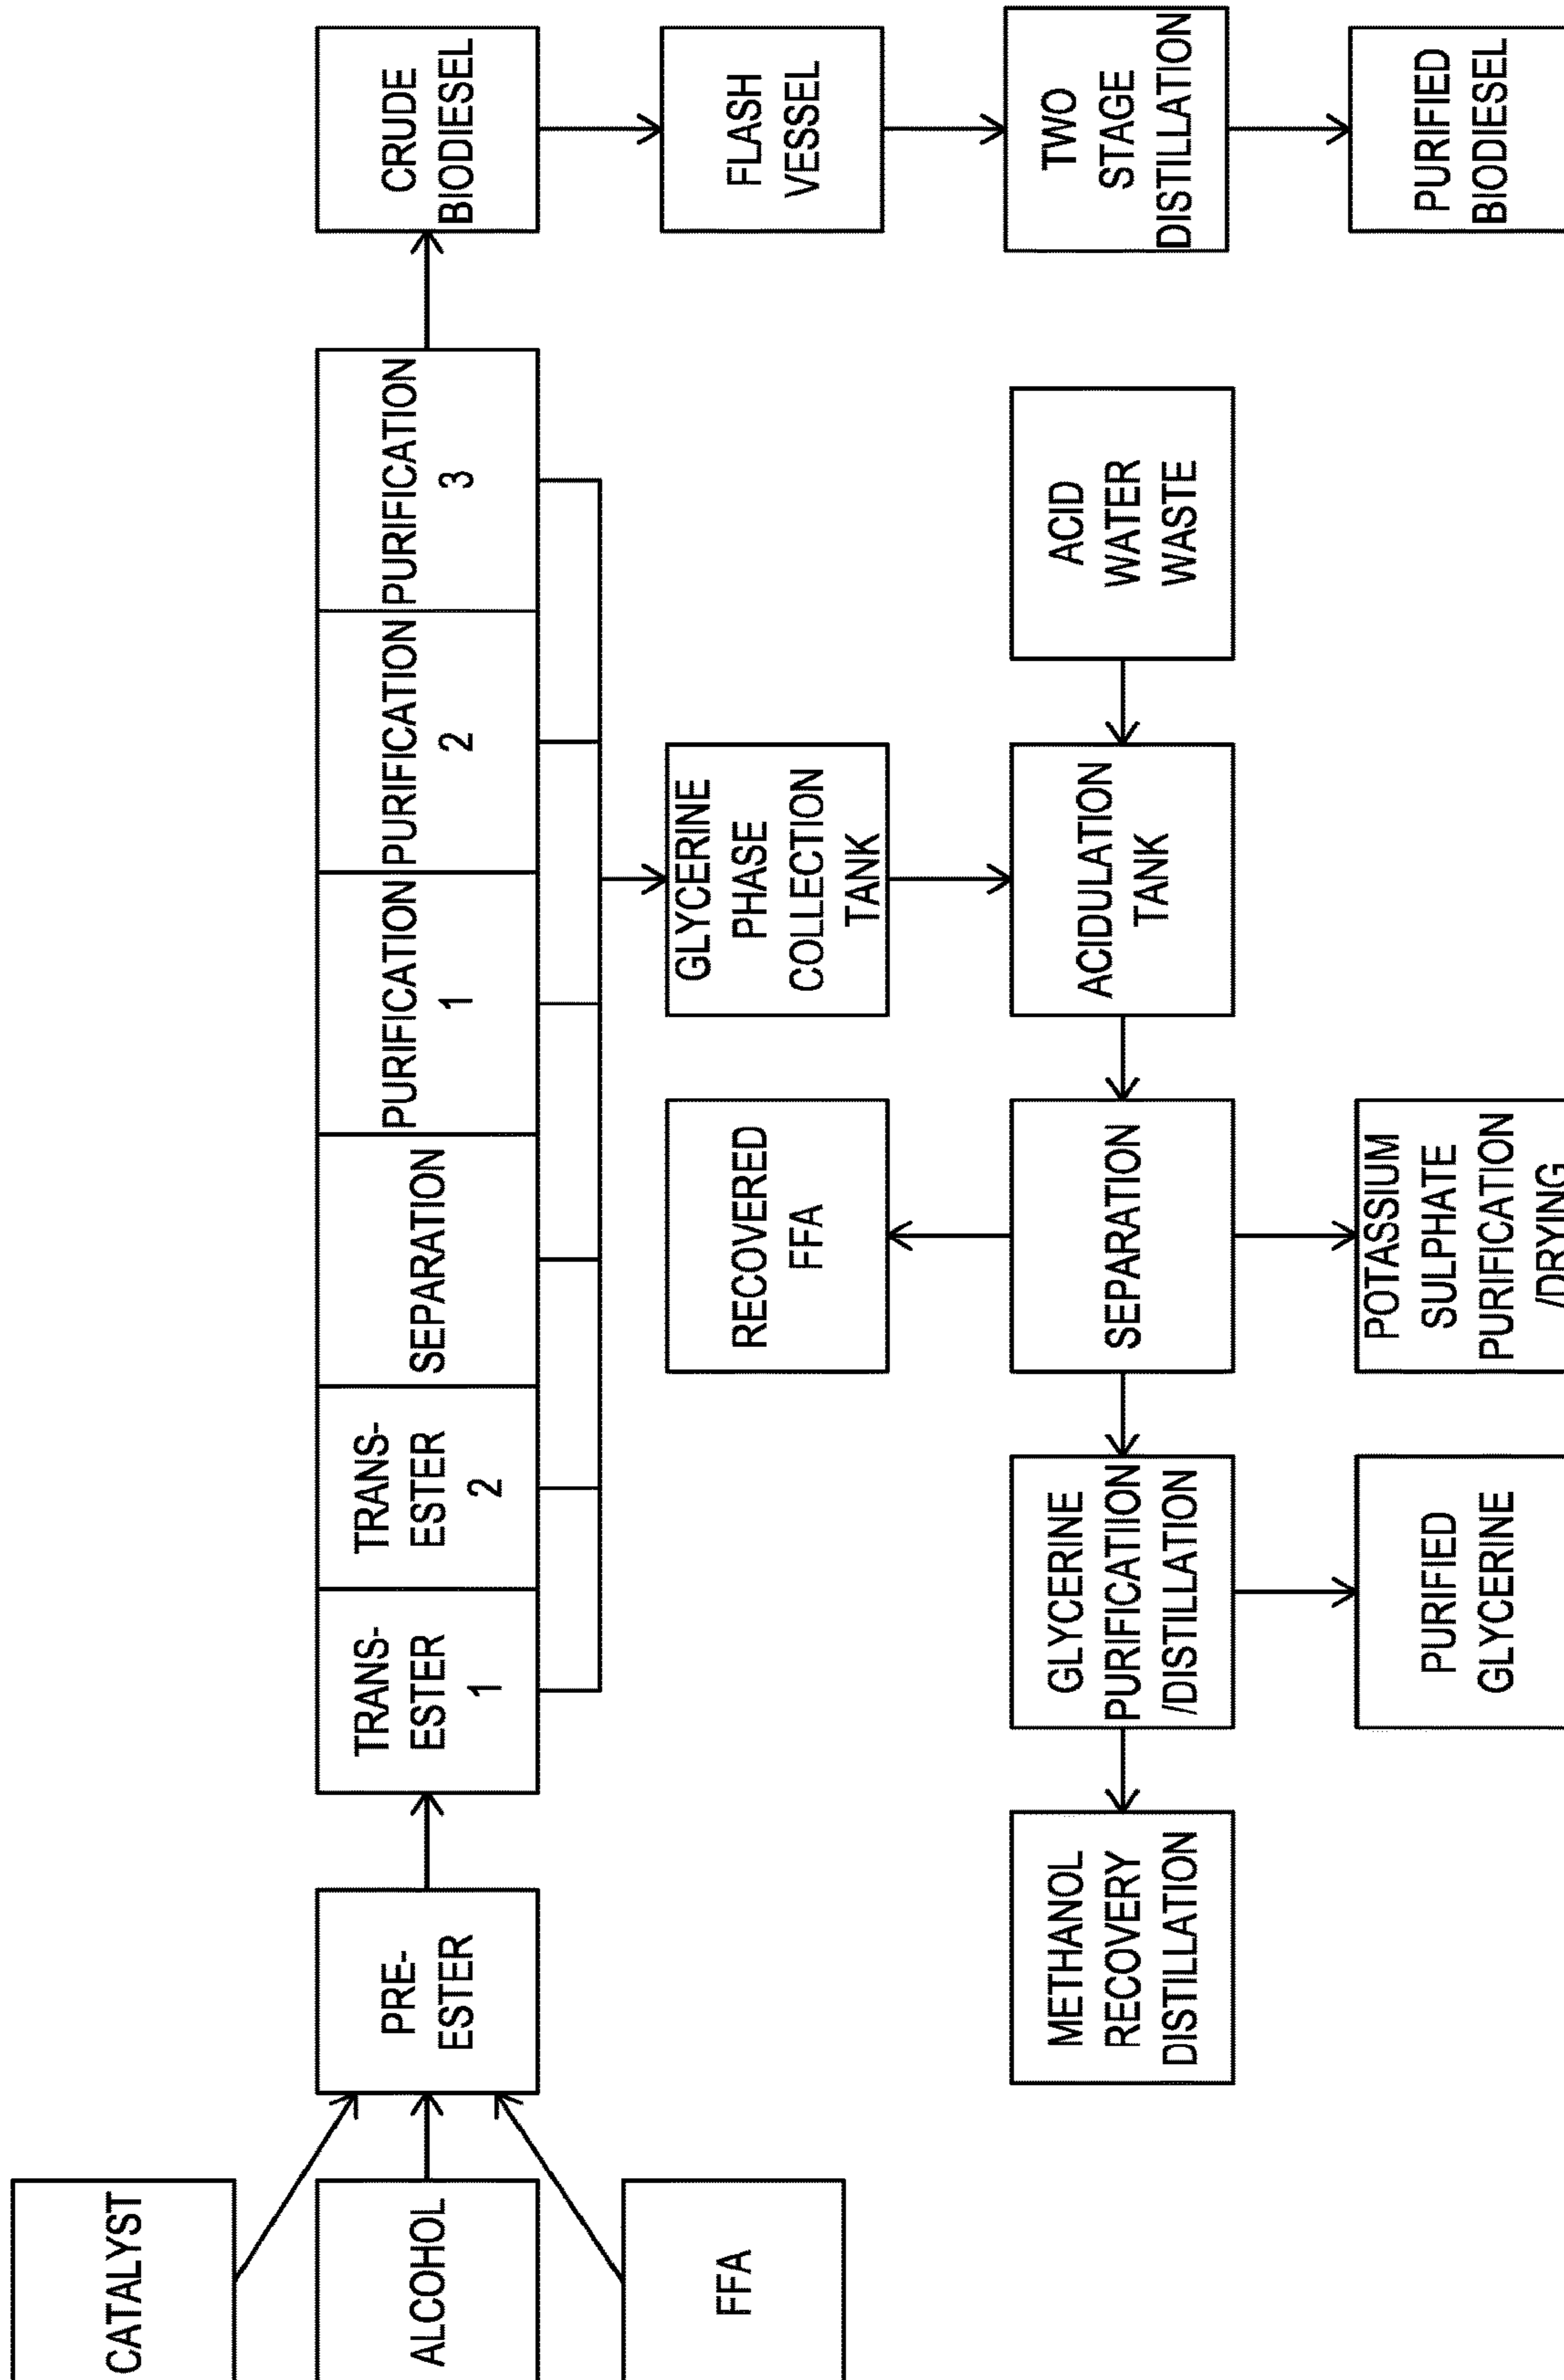 CATALYST
ALCOHOL
PRE-
ESTER
TRANS-
ESTER
1
TRANS-
ESTER
2
SEPARATION
PURIFICATION
1
PURIFICATION
2
PURIFICATION
3
CRUDE
BIODIESEL
FFA
RECOVERED
FFA
GLYCERINE
PHASE
COLLECTION
TANK
FLASH
VESSEL
METHANOL
RECOVERY
DISTILLATION
GLYCERINE
PURIFICATIION
/DISTILLATION
SEPARATION
ACIDULATION
TANK
ACID
WATER
WASTE
TWO
STAGE
DISTILLATION
PURIFIED
GLYCERINE
POTASSIUM
SULPHATE
PURIFICATION
/DRYING
PURIFIED
BIODIESEL